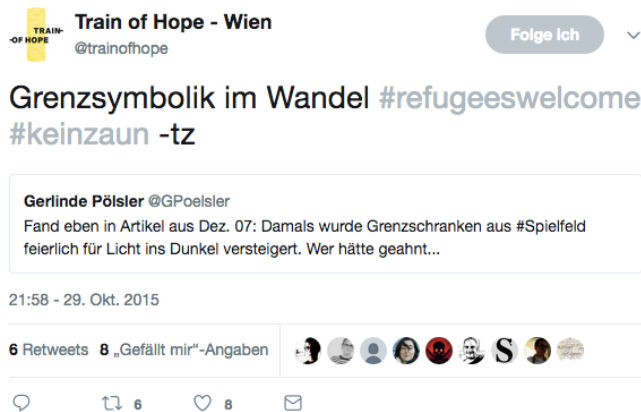 TRAIN-
-OF HOPE
Train of Hope - Wien
@trainofhope
Folge ich
Grenzsymbolik im Wandel #refugeeswelcome
#keinzaun -tz
Gerlinde Pölsler @GPoelsler
Fand eben in Artikel aus Dez. 07: Damals wurde Grenzschranken aus #Spielfeld
feierlich für Licht ins Dunkel versteigert. Wer hätte geahnt...
21:58 - 29. Okt. 2015
6 Retweets 8 „Gefällt mir“-Angaben
S
6 8